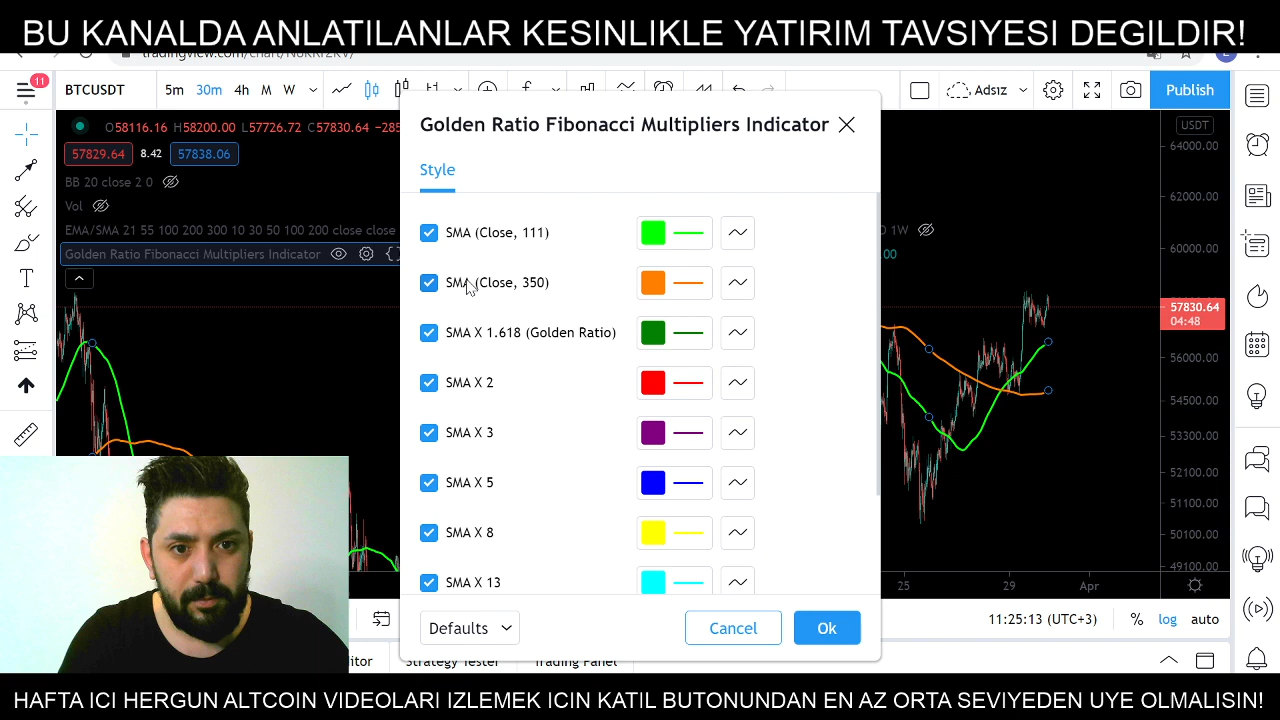 BU KANALDA ANLATILANLAR KESINLIKLE YATIRIM TAVSIYESI DEGILDIR!
11
BTCUSDT
5m 30m 4h M W
Adsız
Publish
O58116.16 H58200.00 L57726.72 C57830.64 −285
57829.64 8.42 57838.06
BB 20 close 2 0
Vol
EMA/SMA 21 55 100 200 300 10 30 50 100 200 close close
Golden Ratio Fibonacci Multipliers Indicator
Golden Ratio Fibonacci Multipliers Indicator
Style
SMA (Close, 111)
SMA (Close, 350)
SMA X 1.618 (Golden Ratio)
SMA X 2
SMA X 3
SMA X 5
SMA X 8
SMA X 13
Defaults
Cancel
Ok
1W
USDT
64000.00
62000.00
60000.00
57830.64
04:48
56000.00
54500.00
53300.00
52100.00
51100.00
50100.00
49100.00
25 29 Apr
11:25:13 (UTC+3) % log auto
Strategy Tester Trading Panel
HAFTA ICI HERGUN ALTCOIN VIDEOLARI IZLEMEK ICIN KATIL BUTONUNDAN EN AZ ORTA SEVIYEDEN UYE OLMALISIN!